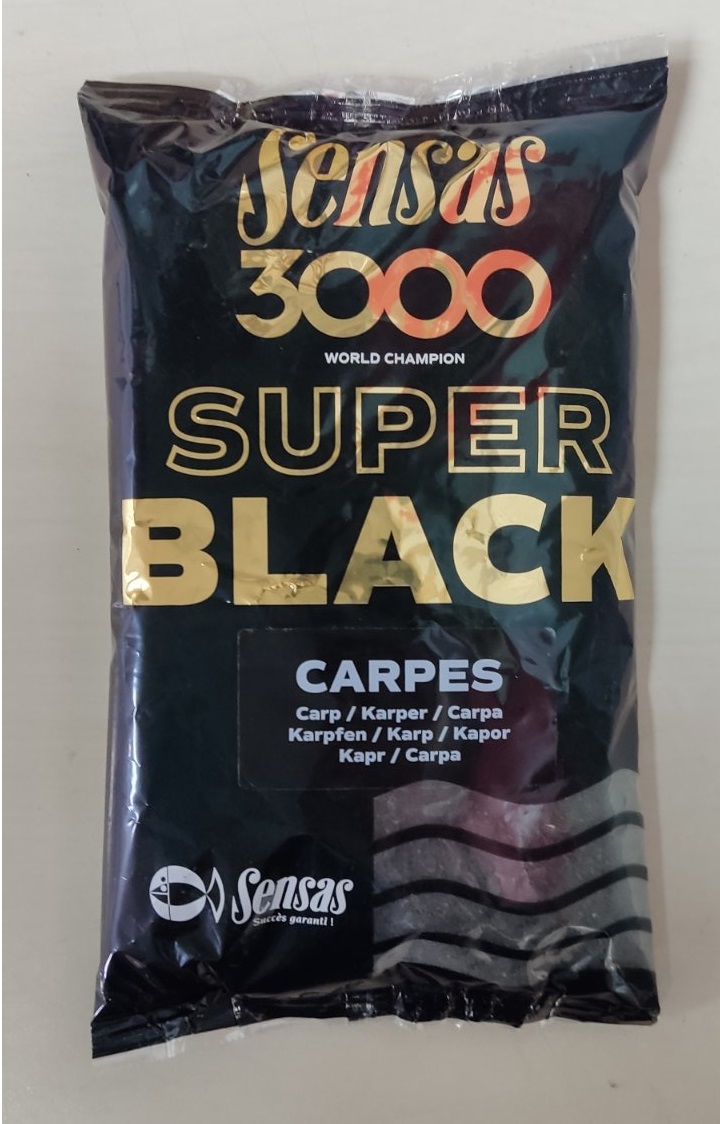 Sensas
3000
WORLD CHAMPION
SUPER
BLACK
CARPES
Carp / Karper / Carpa
Karpfen / Karp / Kapor
Kapr / Carpa
Sensas
Succès garanti !